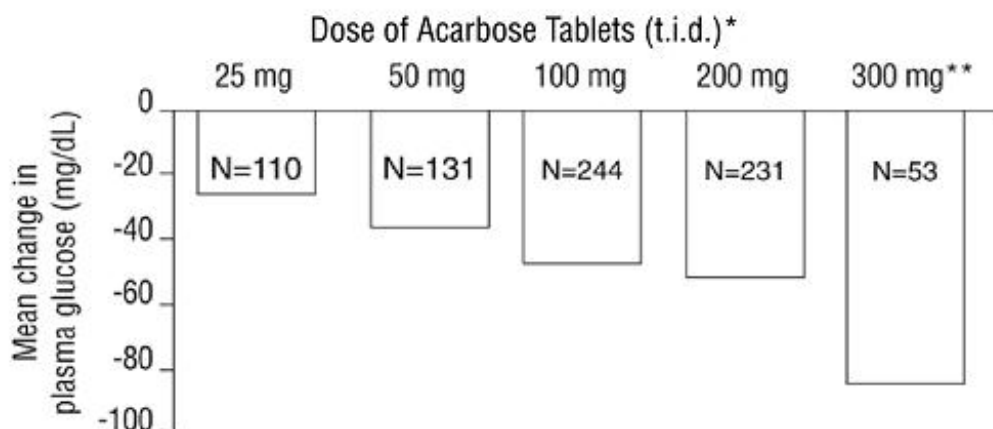 Dose of Acarbose Tablets (t.i.d.)*
25 mg 50 mg 100 mg 200 mg 300 mg**
Mean change in
plasma glucose (mg/dL)
0
-20
-40
-60
-80
-100
N=110 N=131 N=244 N=231 N=53